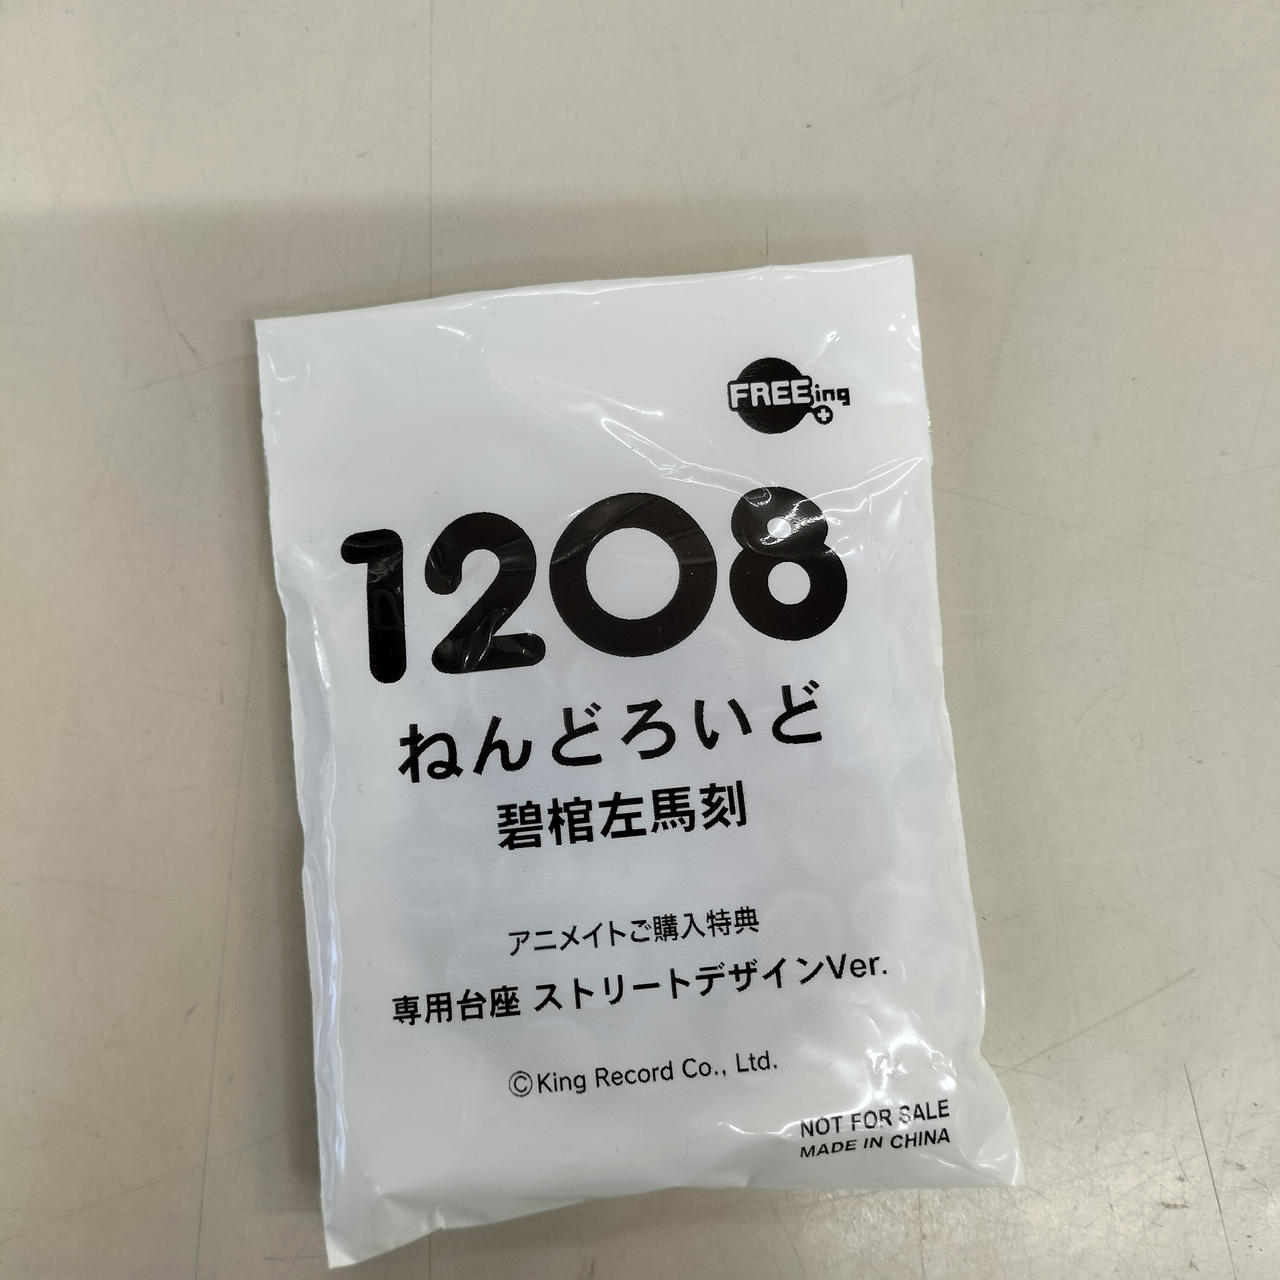 FREEing
1208
ねんどろいど
碧棺左馬刻
アニメイトご購入特典
専用台座 ストリートデザインVer.
©King Record Co., Ltd.
NOT FOR SALE
MADE IN CHINA